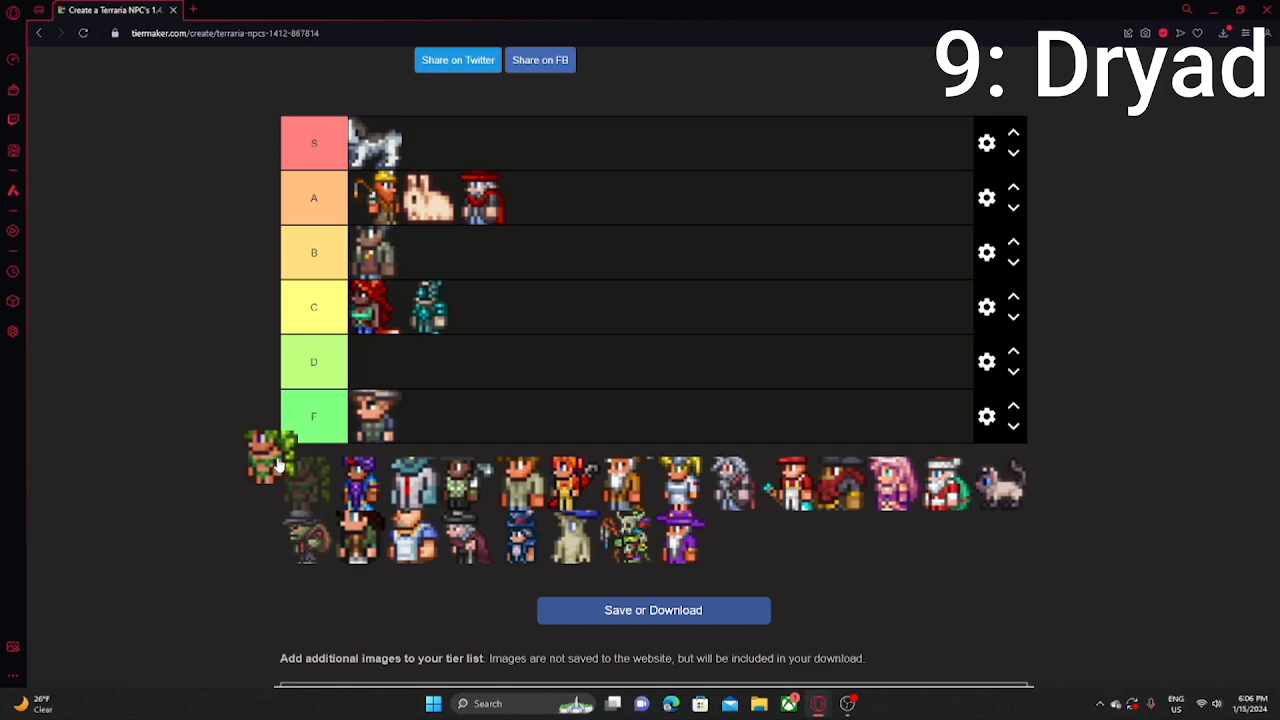 Create a Terraria NPC's 1.4.
tiermaker.com/create/terraria-npcs-1412-867814
9: Dryad
Share on Twitter
Share on FB
S
A
B
C
D
F
Save or Download
Add additional images to your tier list. Images are not saved to the website, but will be included in your download.
26°F
Clear
Search
1
ENG
US
6:06 PM
1/15/2024